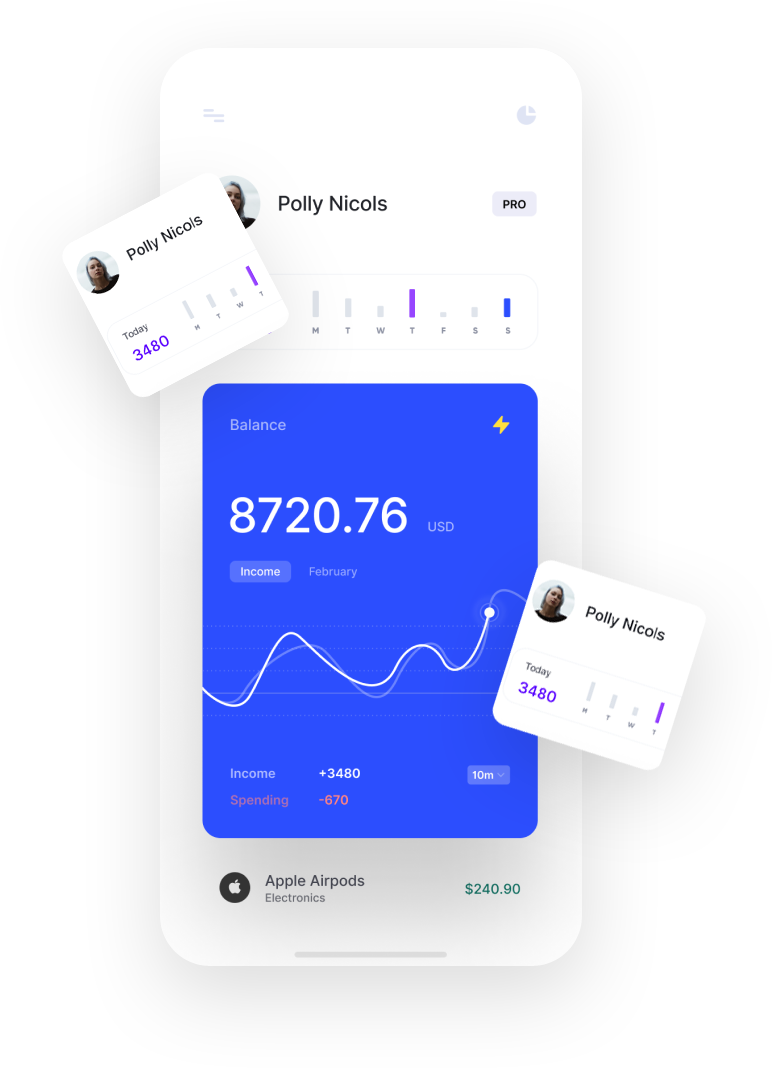 Polly Nicols
PRO
Polly Nicols
Today
3480
M T W T
M T W T F S S
Balance
8720.76 USD
Income February
Polly Nicols
Today
3480
M T W T
Income +3480 10m
Spending -670
Apple Airpods
Electronics
$240.90